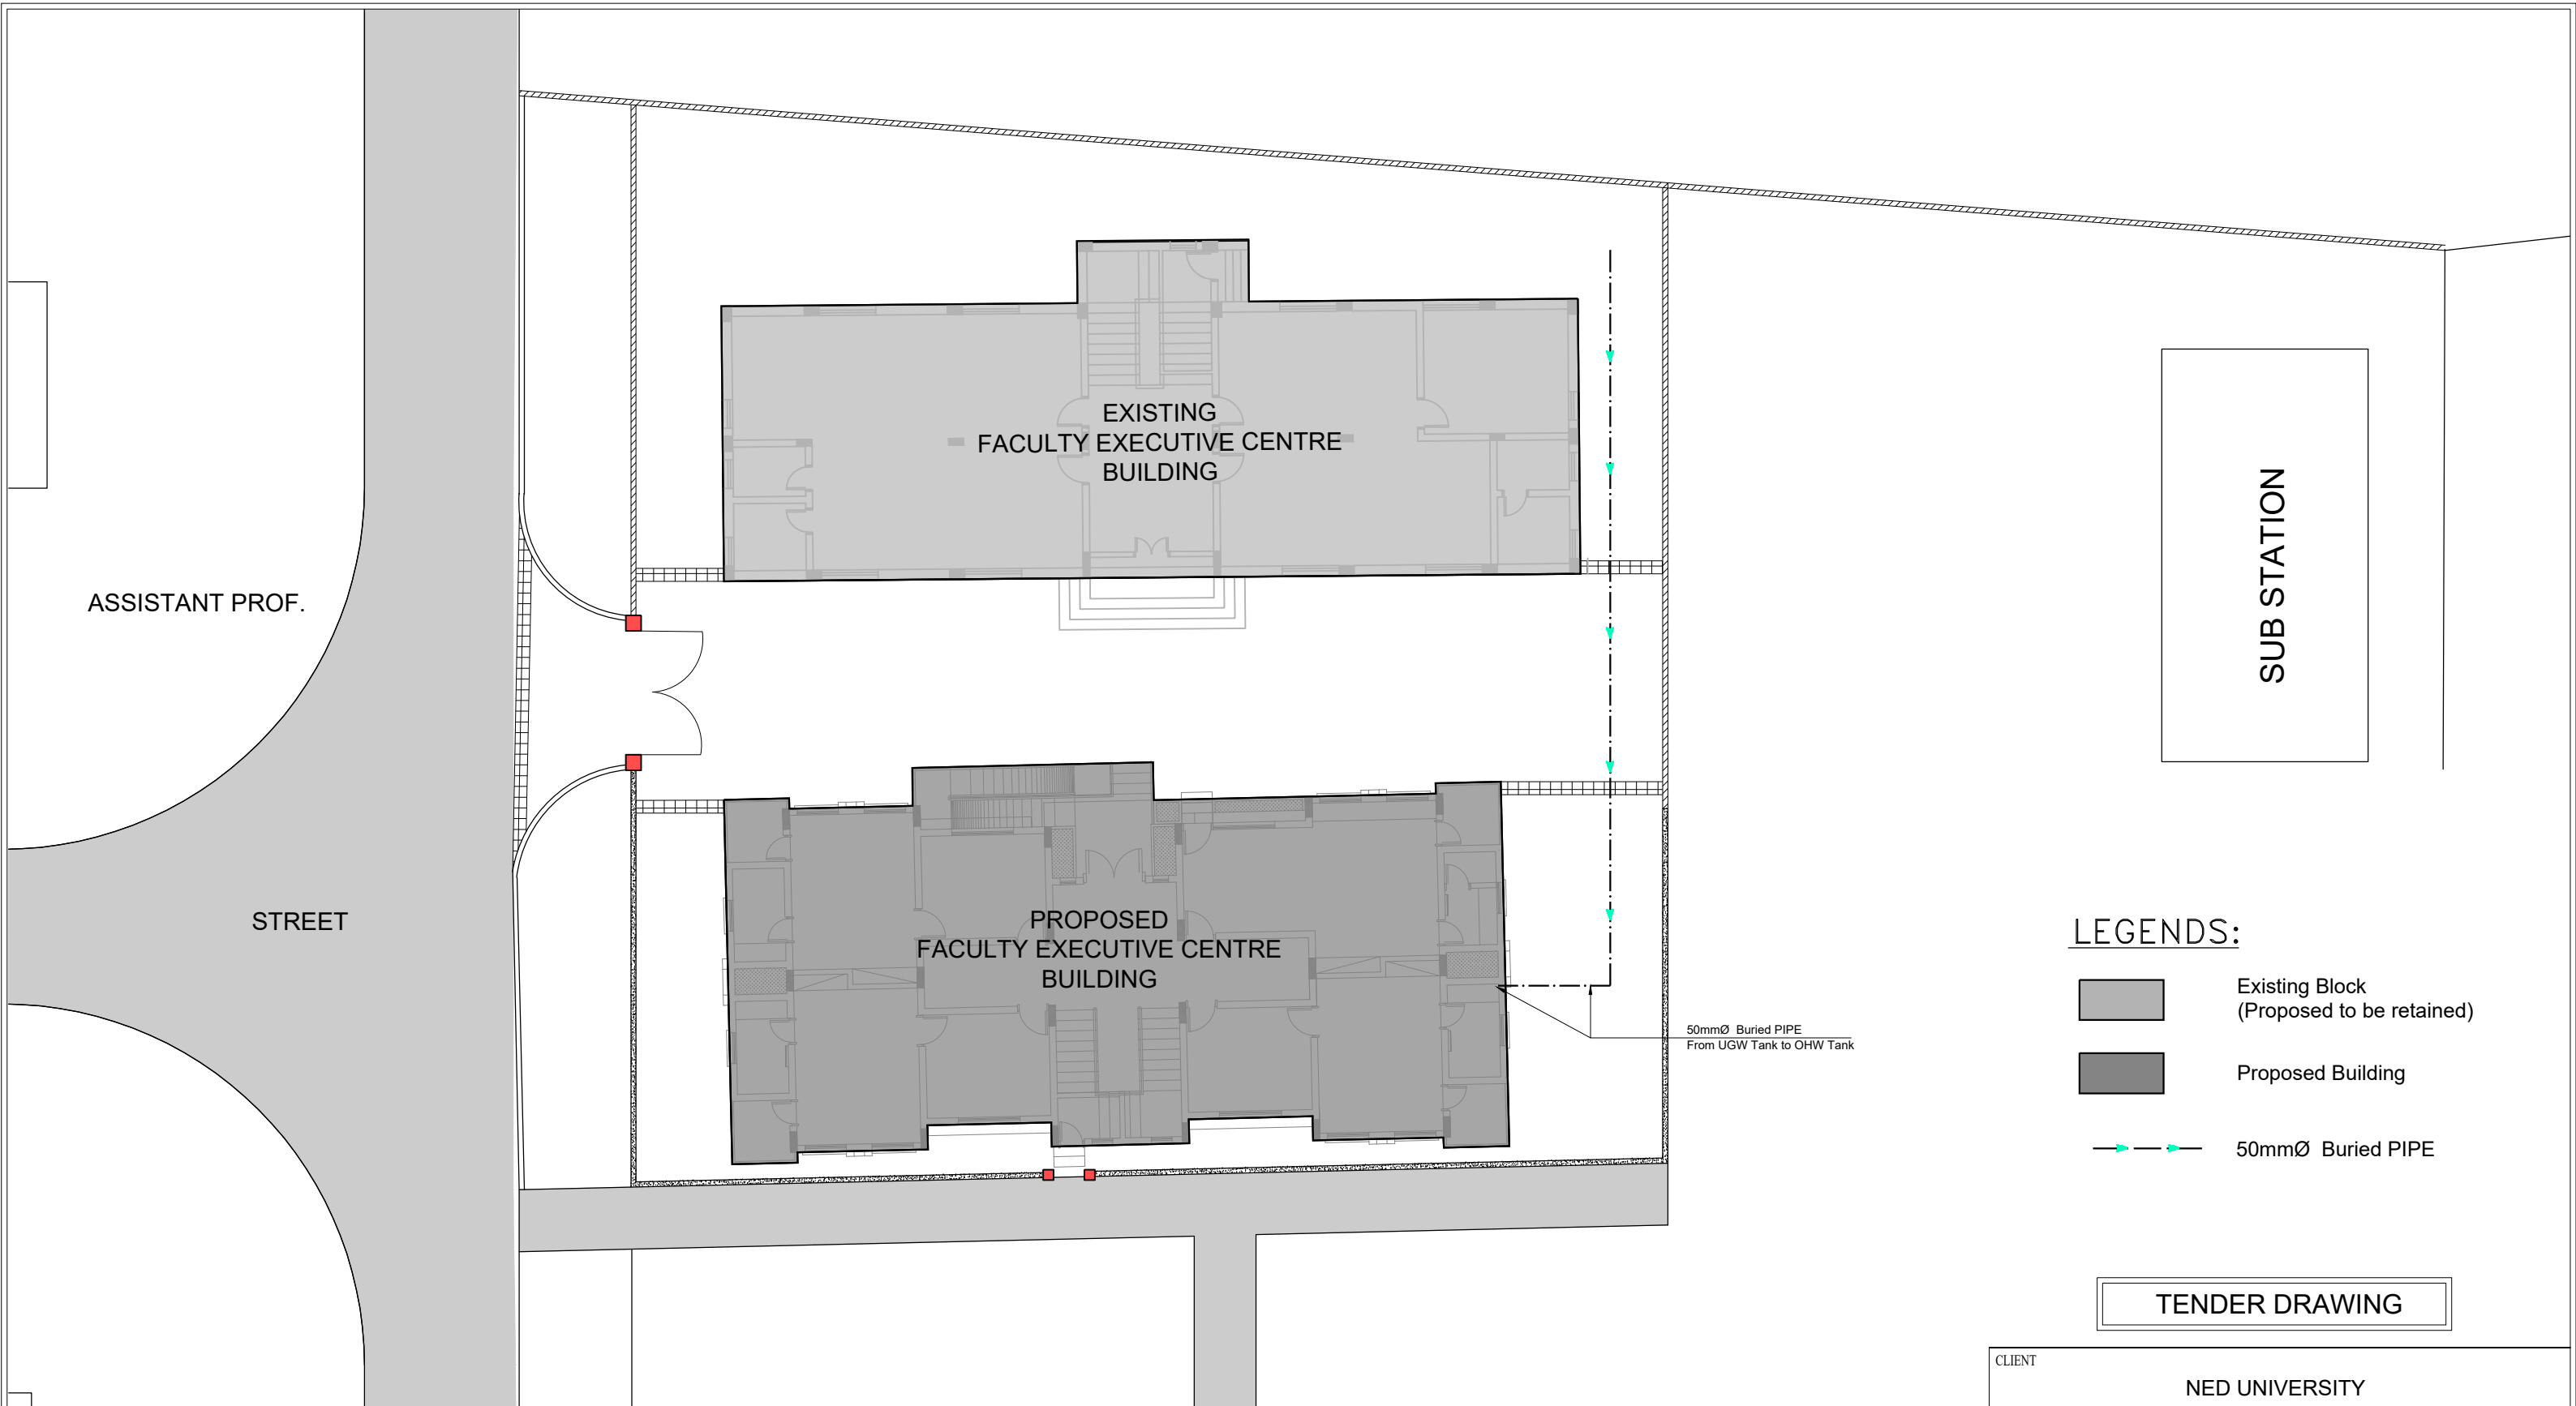 EXISTING
FACULTY EXECUTIVE CENTRE
BUILDING
SUB STATION
ASSISTANT PROF.
STREET
PROPOSED
FACULTY EXECUTIVE CENTRE
BUILDING
50mmØ Buried PIPE
From UGW Tank to OHW Tank
LEGENDS:
Existing Block
(Proposed to be retained)
Proposed Building
50mmØ Buried PIPE
TENDER DRAWING
CLIENT
NED UNIVERSITY